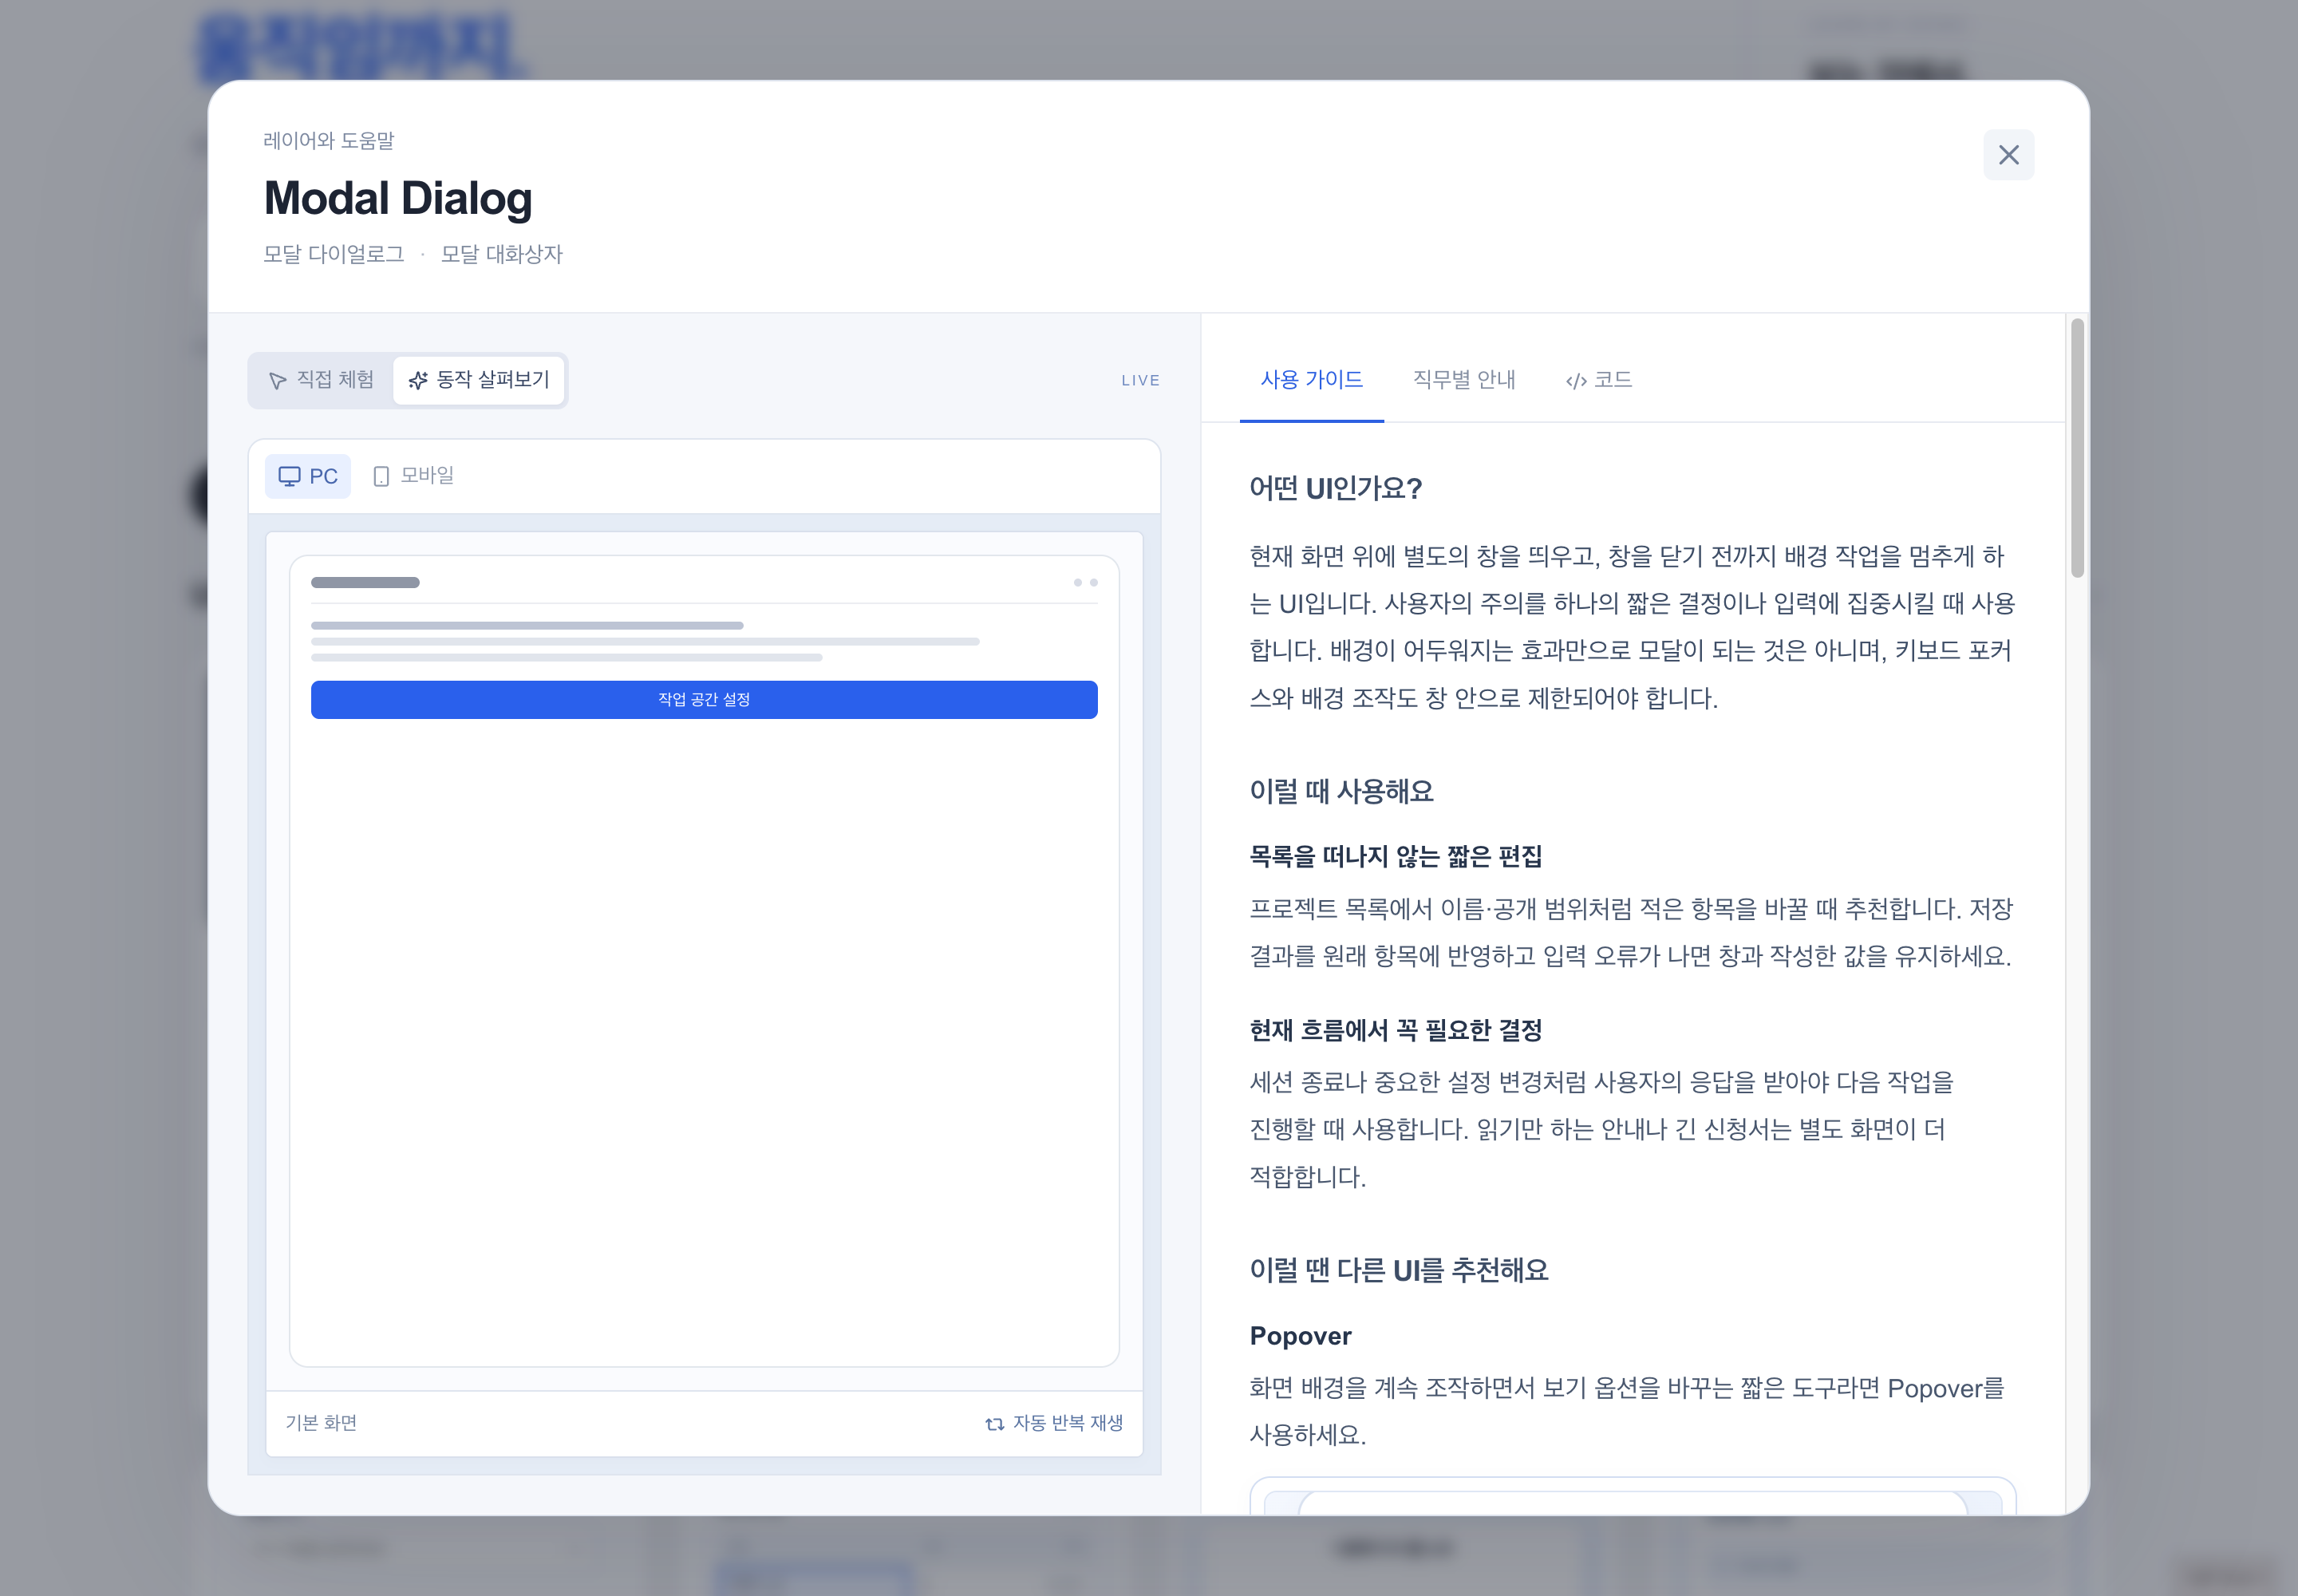 움직임까지.
레이어와 도움말
Modal Dialog
모달 다이얼로그 · 모달 대화상자
직접 체험
동작 살펴보기
LIVE
PC
모바일
작업 공간 설정
기본 화면
자동 반복 재생
사용 가이드
직무별 안내
</> 코드
어떤 UI인가요?
현재 화면 위에 별도의 창을 띄우고, 창을 닫기 전까지 배경 작업을 멈추게 하
는 UI입니다. 사용자의 주의를 하나의 짧은 결정이나 입력에 집중시킬 때 사용
합니다. 배경이 어두워지는 효과만으로 모달이 되는 것은 아니며, 키보드 포커
스와 배경 조작도 창 안으로 제한되어야 합니다.
이럴 때 사용해요
목록을 떠나지 않는 짧은 편집
프로젝트 목록에서 이름·공개 범위처럼 적은 항목을 바꿀 때 추천합니다. 저장
결과를 원래 항목에 반영하고 입력 오류가 나면 창과 작성한 값을 유지하세요.
현재 흐름에서 꼭 필요한 결정
세션 종료나 중요한 설정 변경처럼 사용자의 응답을 받아야 다음 작업을
진행할 때 사용합니다. 읽기만 하는 안내나 긴 신청서는 별도 화면이 더
적합합니다.
이럴 땐 다른 UI를 추천해요
Popover
화면 배경을 계속 조작하면서 보기 옵션을 바꾸는 짧은 도구라면 Popover를
사용하세요.